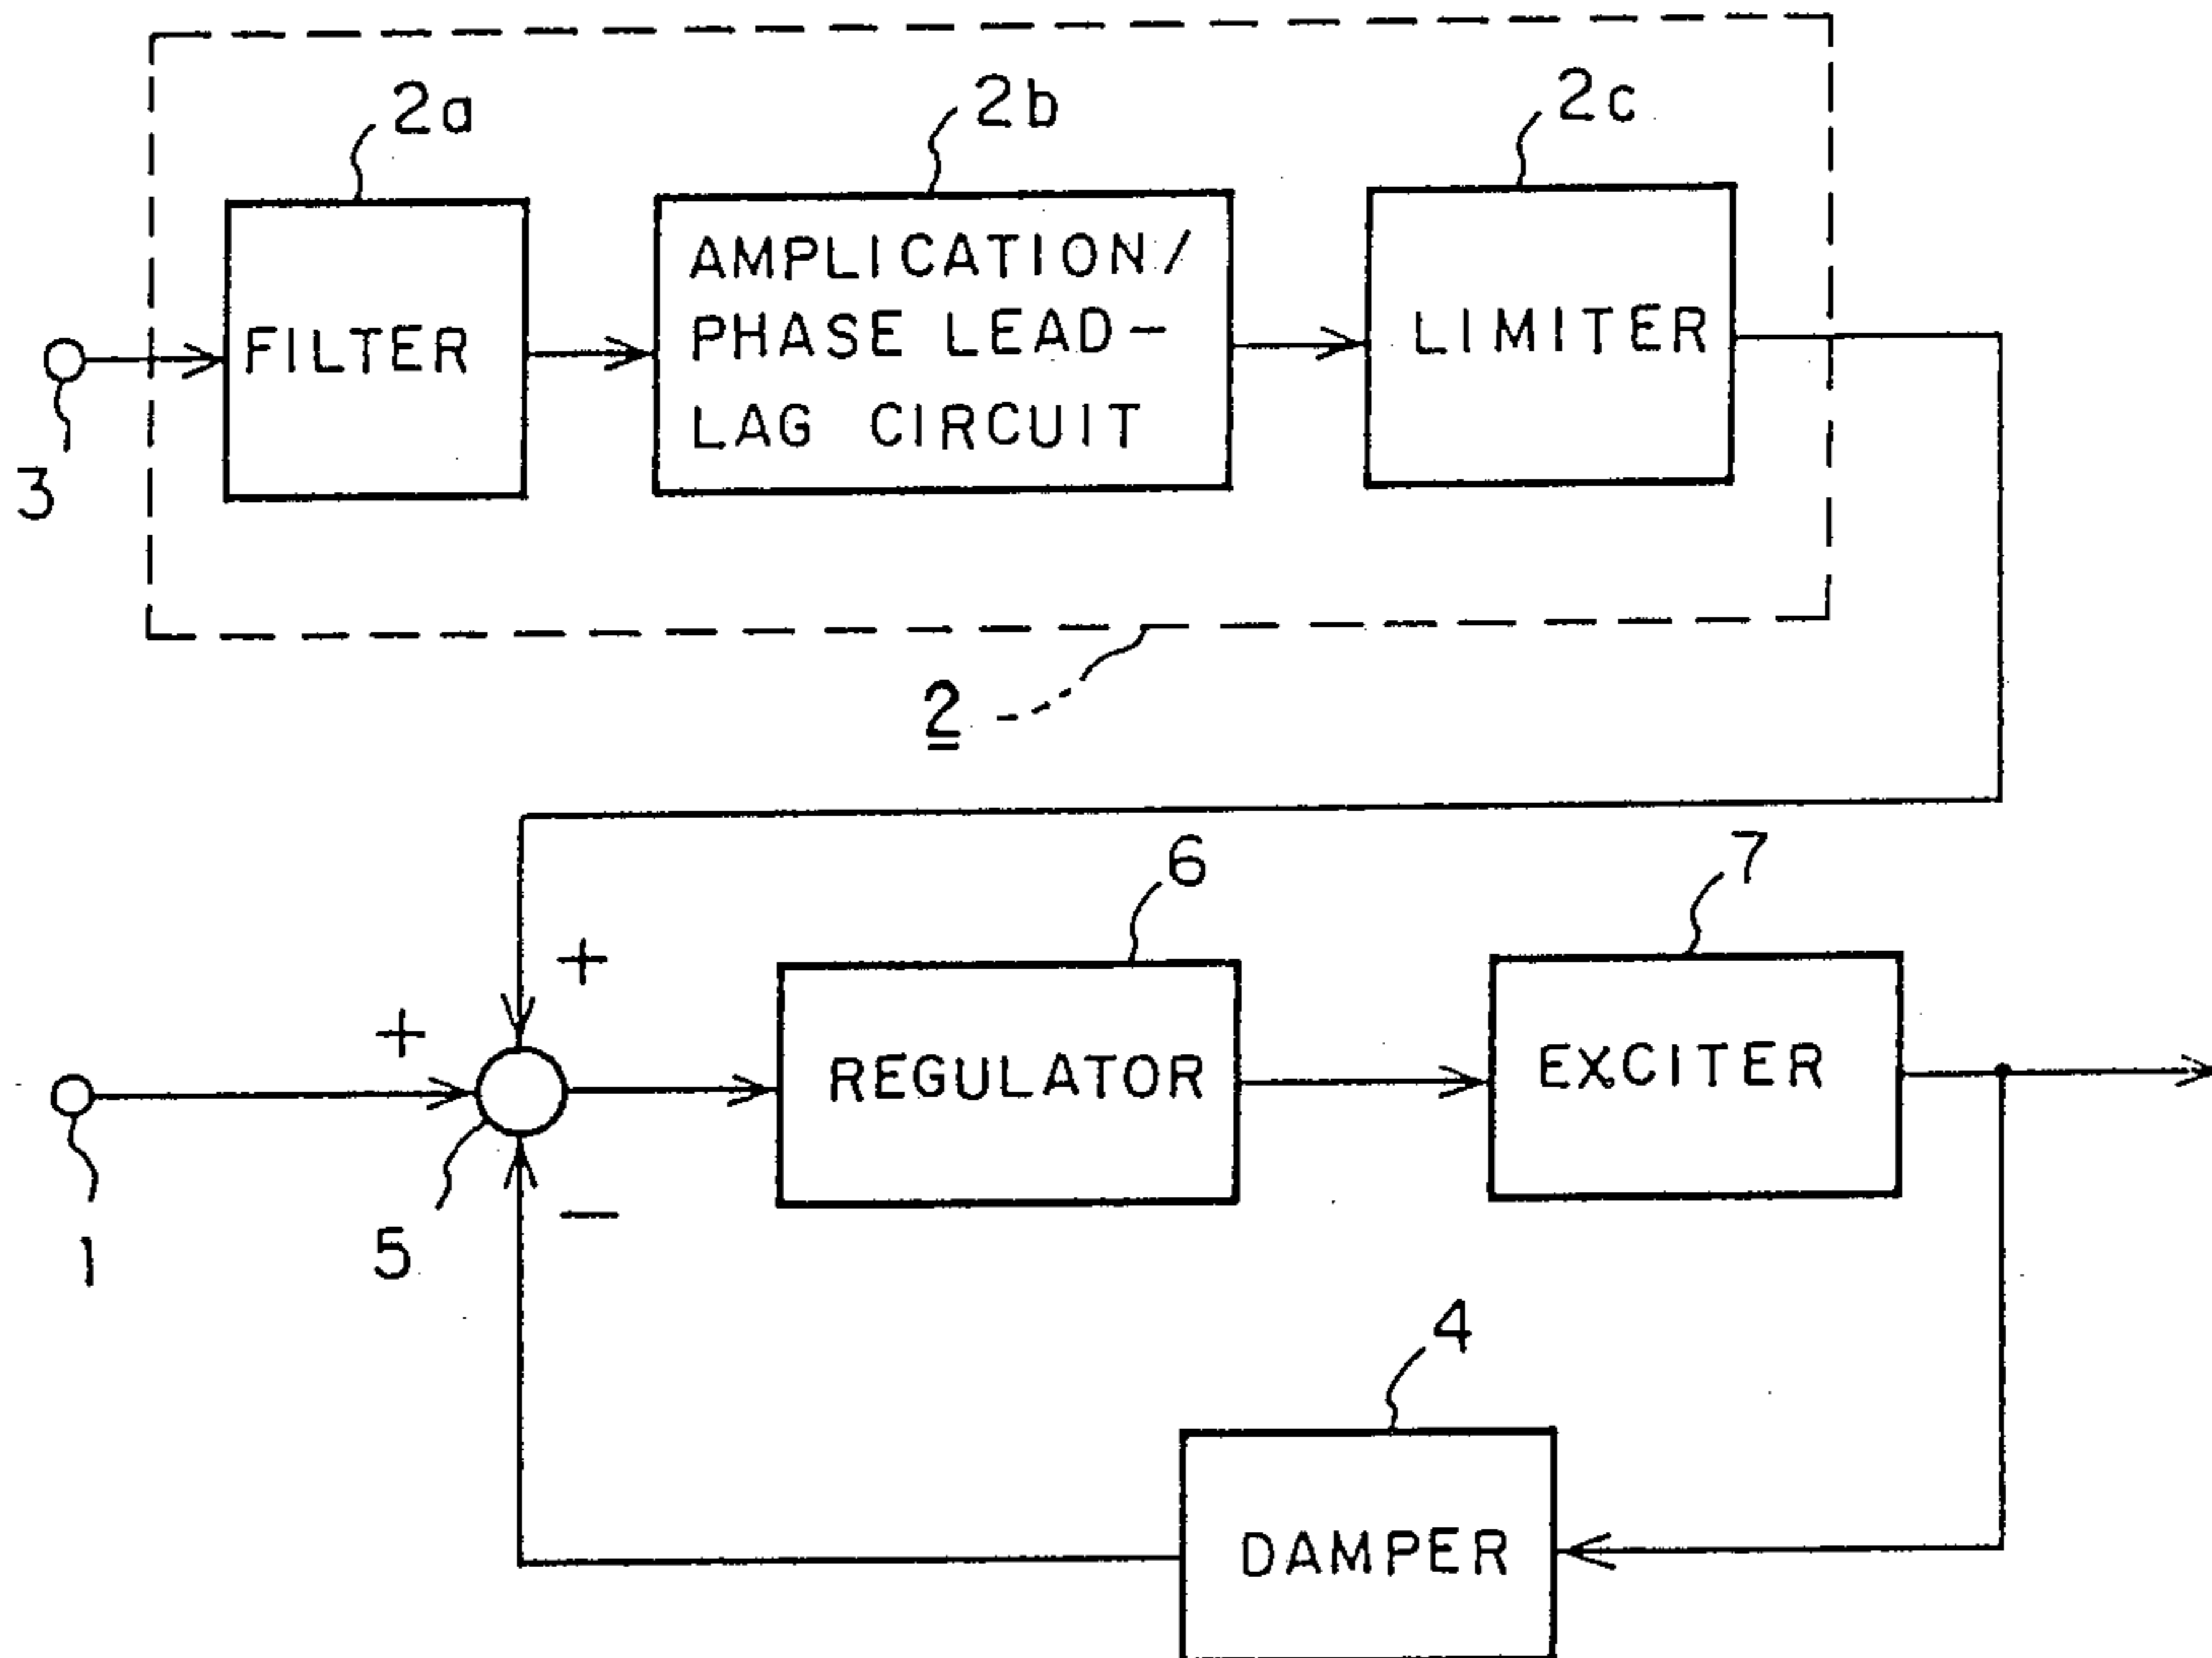 2a
2b
2c
FILTER
AMPLICATION/
PHASE LEAD-
LAG CIRCUIT
LIMITER
3
2
6
7
+
+
REGULATOR
EXCITER
1
5
−
4
DAMPER